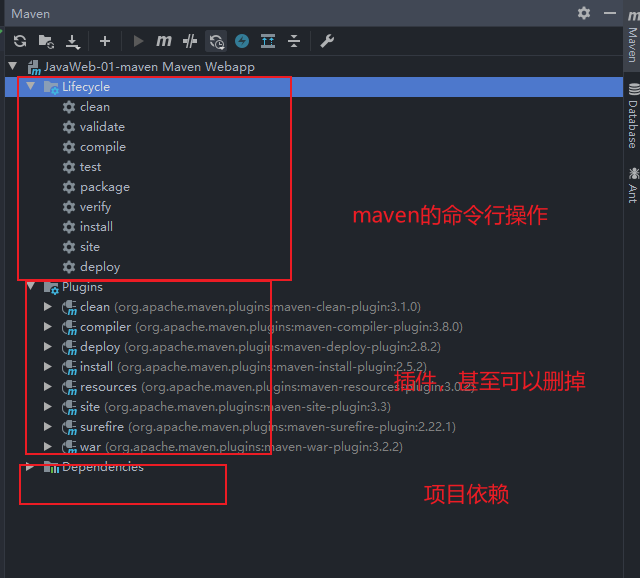 Maven
JavaWeb-01-maven Maven Webapp
Lifecycle
clean
validate
compile
test
package
verify
install
site
deploy
maven的命令行操作
Plugins
clean (org.apache.maven.plugins:maven-clean-plugin:3.1.0)
compiler (org.apache.maven.plugins:maven-compiler-plugin:3.8.0)
deploy (org.apache.maven.plugins:maven-deploy-plugin:2.8.2)
install (org.apache.maven.plugins:maven-install-plugin:2.5.2)
resources (org.apache.maven.plugins:maven-resources-plugin:3.0.2)
插件，甚至可以删掉
site (org.apache.maven.plugins:maven-site-plugin:3.3)
surefire (org.apache.maven.plugins:maven-surefire-plugin:2.22.1)
war (org.apache.maven.plugins:maven-war-plugin:3.2.2)
Dependencies
项目依赖
m
Maven
Database
Ant